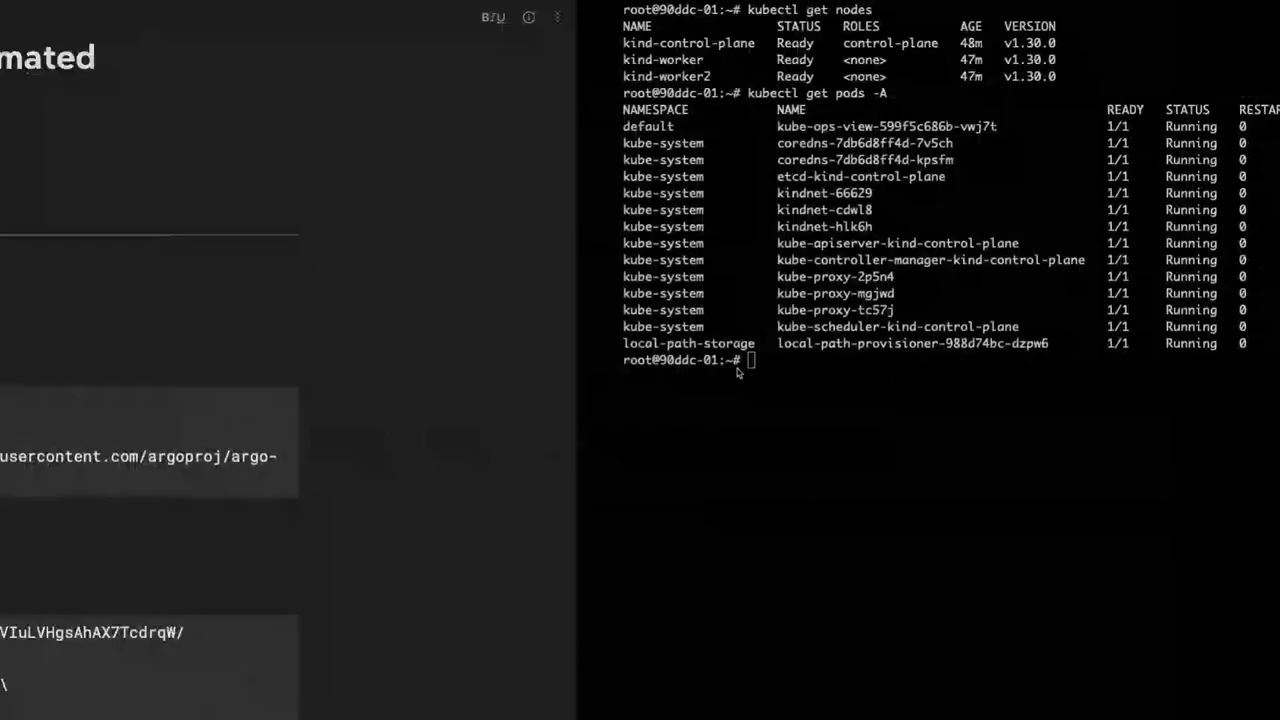 BIU
mated
usercontent.com/argoproj/argo-
VIuLVHgsAhAX7TcdrqW/
\
root@90ddc-01:~# kubectl get nodes
NAME STATUS ROLES AGE VERSION
kind-control-plane Ready control-plane 48m v1.30.0
kind-worker Ready <none> 47m v1.30.0
kind-worker2 Ready <none> 47m v1.30.0
root@90ddc-01:~# kubectl get pods -A
NAMESPACE NAME READY STATUS RESTAR
default kube-ops-view-599f5c686b-vwj7t 1/1 Running 0
kube-system coredns-7db6d8ff4d-7v5ch 1/1 Running 0
kube-system coredns-7db6d8ff4d-kpsfm 1/1 Running 0
kube-system etcd-kind-control-plane 1/1 Running 0
kube-system kindnet-66629 1/1 Running 0
kube-system kindnet-cdwl8 1/1 Running 0
kube-system kindnet-hlk6h 1/1 Running 0
kube-system kube-apiserver-kind-control-plane 1/1 Running 0
kube-system kube-controller-manager-kind-control-plane 1/1 Running 0
kube-system kube-proxy-2p5n4 1/1 Running 0
kube-system kube-proxy-mgjwd 1/1 Running 0
kube-system kube-proxy-tc57j 1/1 Running 0
kube-system kube-scheduler-kind-control-plane 1/1 Running 0
local-path-storage local-path-provisioner-988d74bc-dzpw6 1/1 Running 0
root@90ddc-01:~#